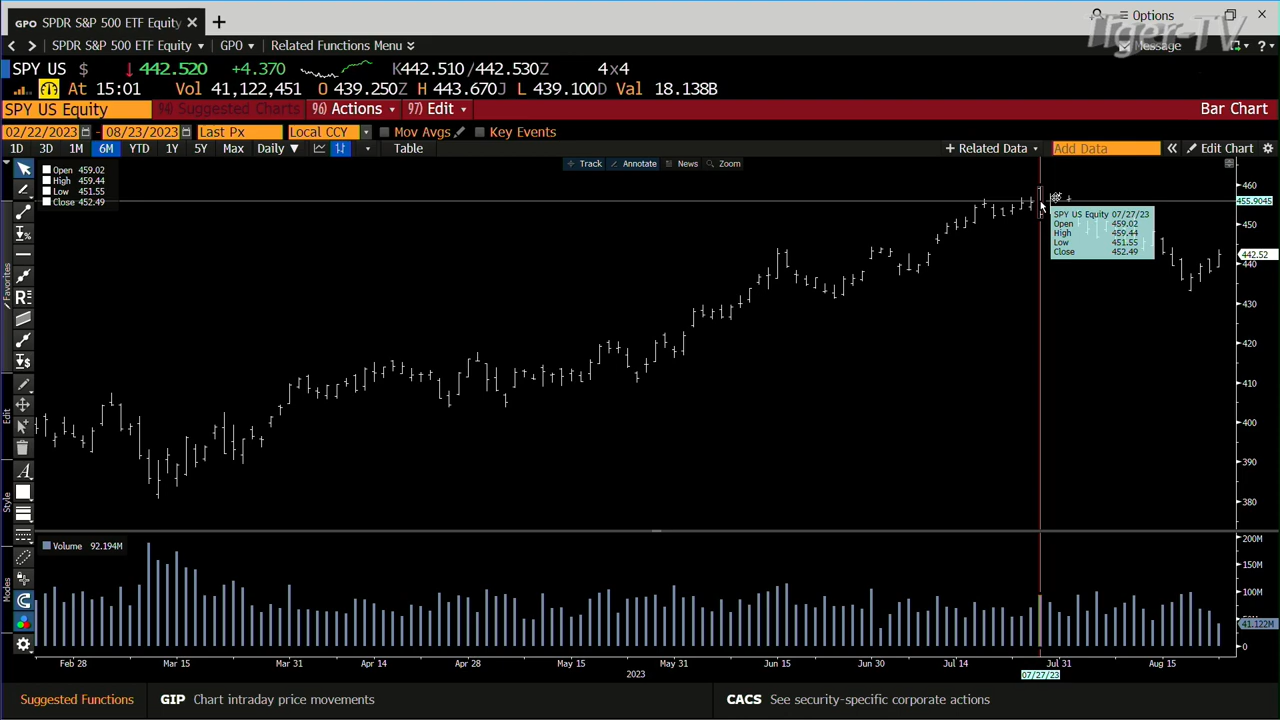 GPO SPDR S&P 500 ETF Equity
Options
Tiger-TV
SPDR S&P 500 ETF Equity GPO Related Functions Menu Message
SPY US $ 442.520 +4.370 K442.510/442.530Z 4x4
At 15:01 Vol 41,122,451 O 439.250Z H 443.670J L 439.100D Val 18.138B
SPY US Equity 94) Suggested Charts 96) Actions 97) Edit Bar Chart
02/22/2023 - 08/23/2023 Last Px Local CCY Mov Avgs Key Events
1D 3D 1M 6M YTD 1Y 5Y Max Daily Table + Related Data Add Data Edit Chart
Track Annotate News Zoom
Open 459.02
High 459.44
Low 451.55
Close 452.49
SPY US Equity 07/27/23
Open 459.02
High 459.44
Low 451.55
Close 452.49
460
455.9045
450
442.52
440
430
420
410
400
390
380
Favorites
Edit
Style
Modes
Volume 92.194M
200M
150M
100M
41.122M
0
Feb 28 Mar 15 Mar 31 Apr 14 Apr 28 May 15 May 31 Jun 15 Jun 30 Jul 14 Jul 31 Aug 15
2023
07/27/23
Suggested Functions GIP Chart intraday price movements CACS See security-specific corporate actions